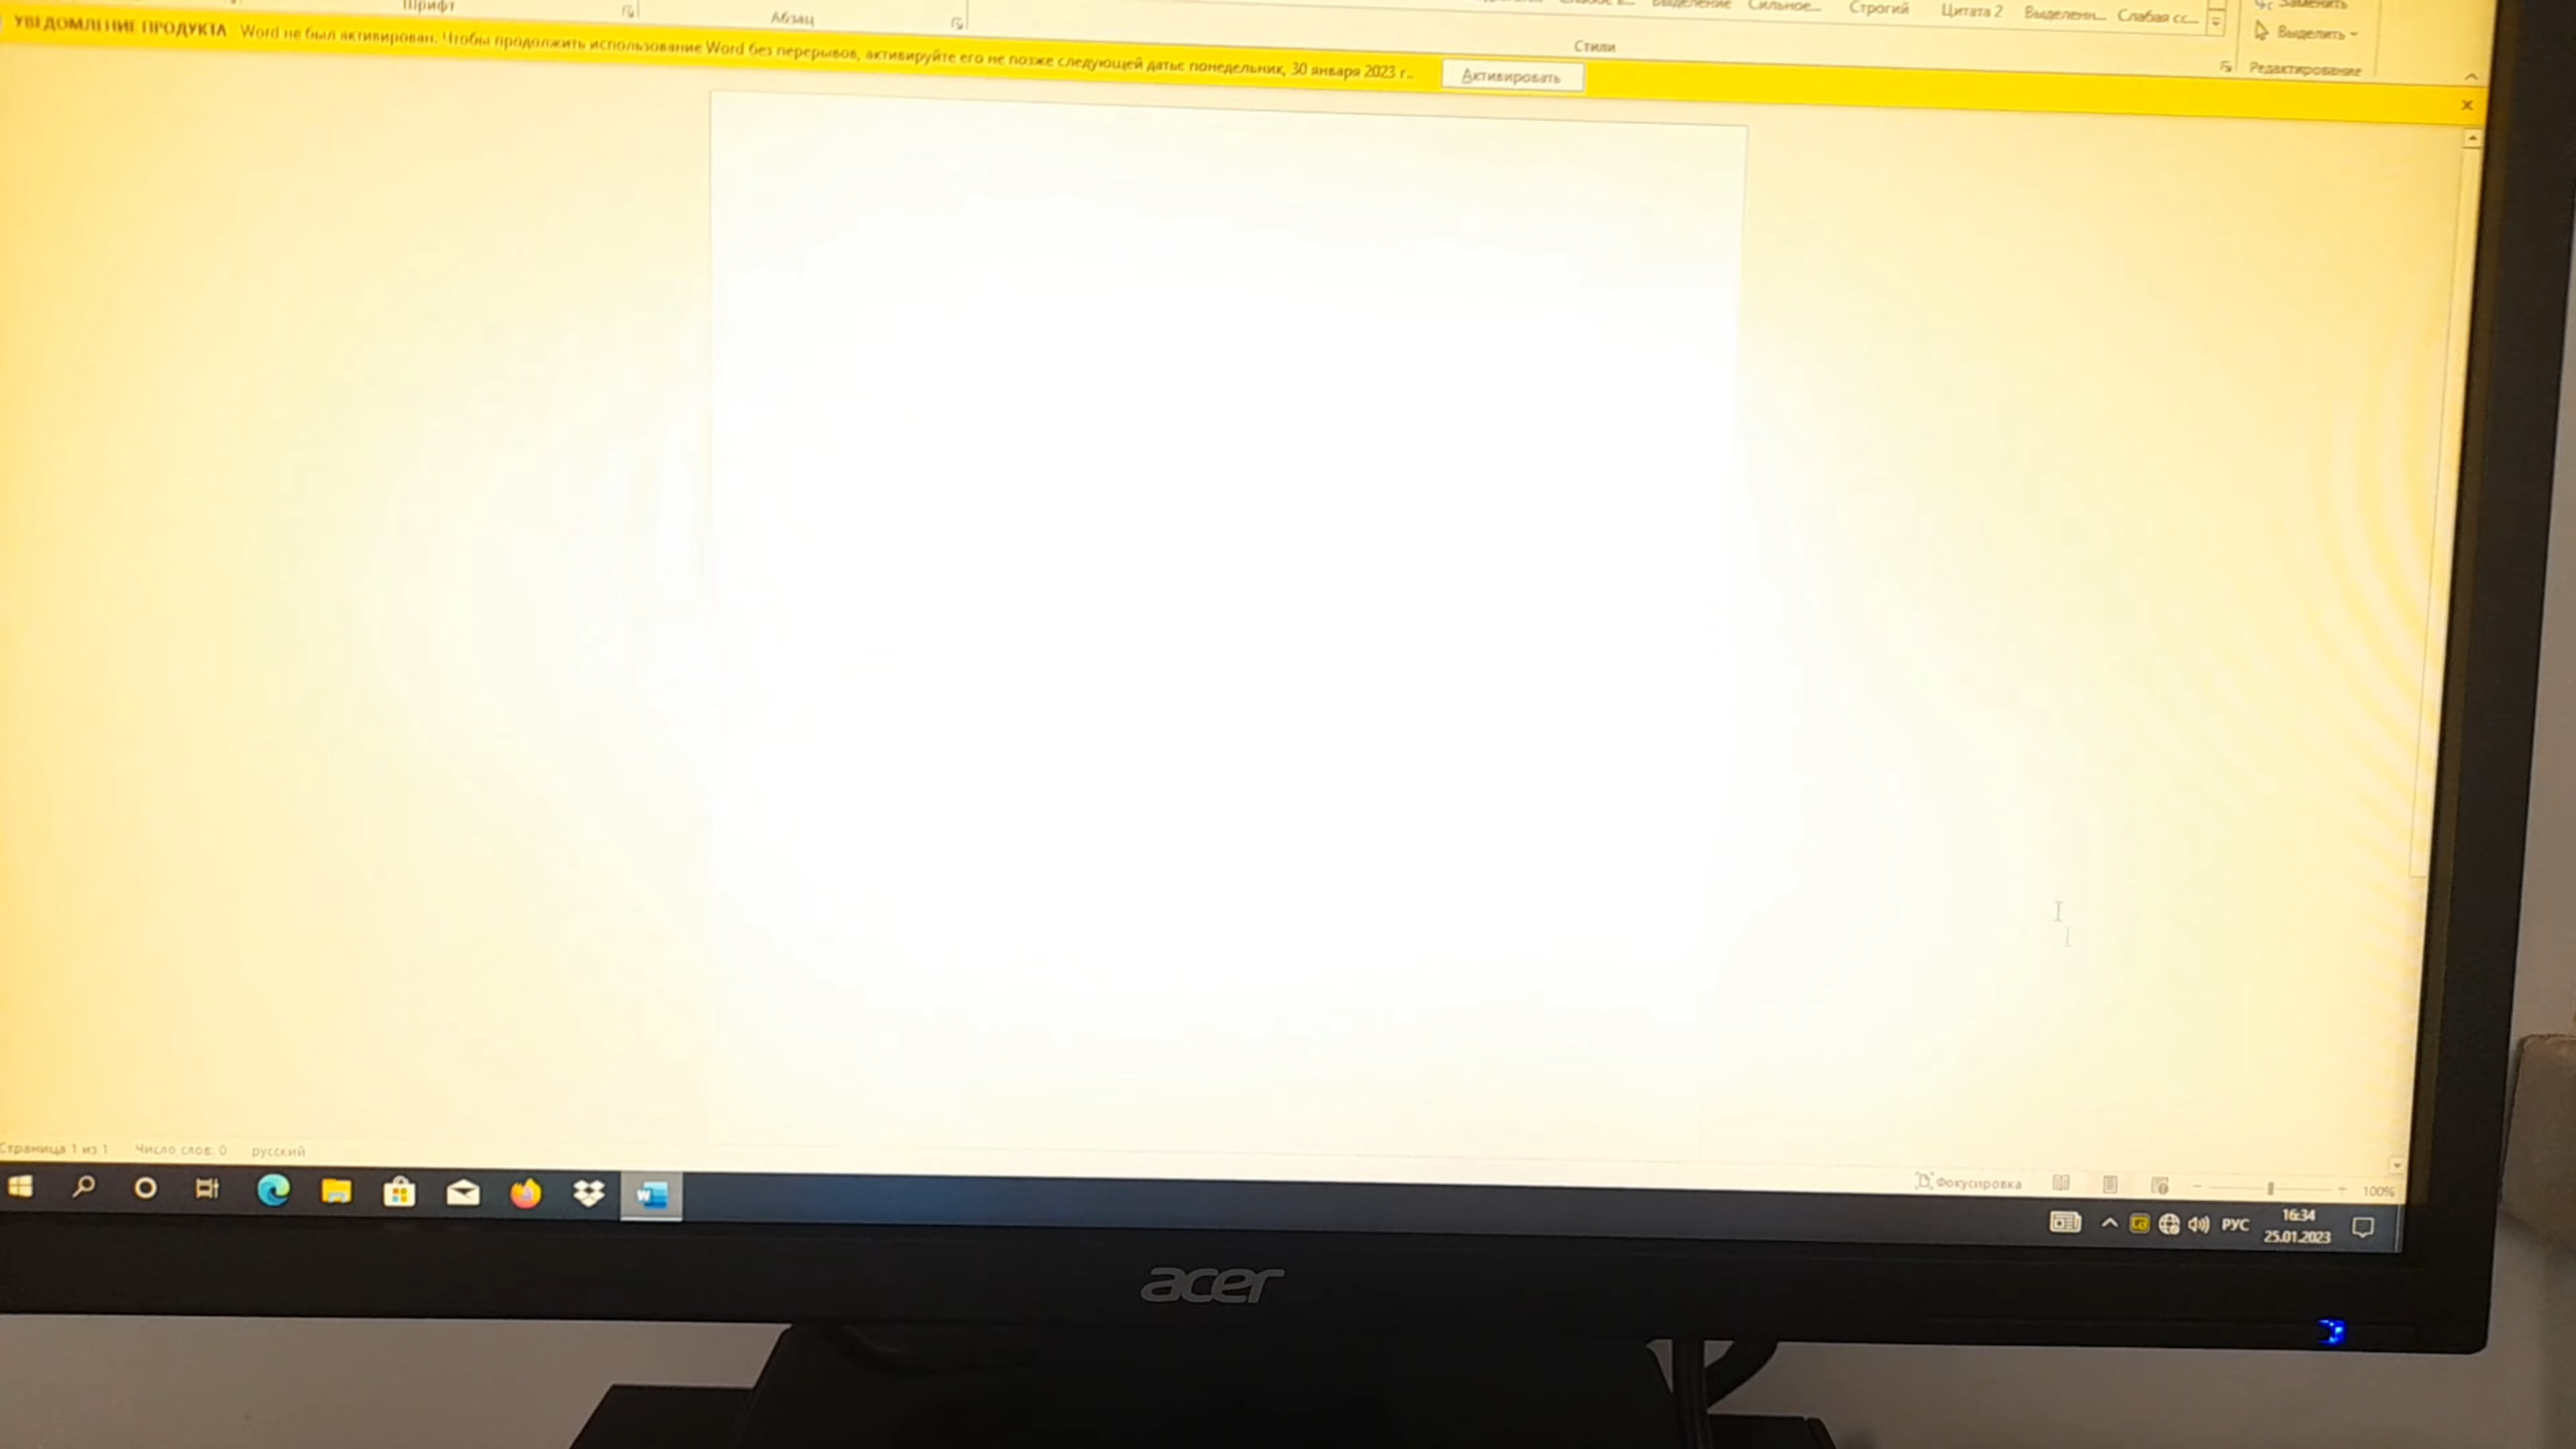 Шрифт
Абзац
Сильное...
Строгий
Цитата 2
Выделенн...
Слабая сс...
Заменить
Выделить
Стили
Редактирование
УВЕДОМЛЕНИЕ ПРОДУКТА Word не был активирован. Чтобы продолжить использование Word без перерывов, активируйте его не позже следующей даты: понедельник, 30 января 2023 г...
Активировать
Страница 1 из 1 Число слов: 0 русский
Фокусировка
100%
РУС
16:34
25.01.2023
acer